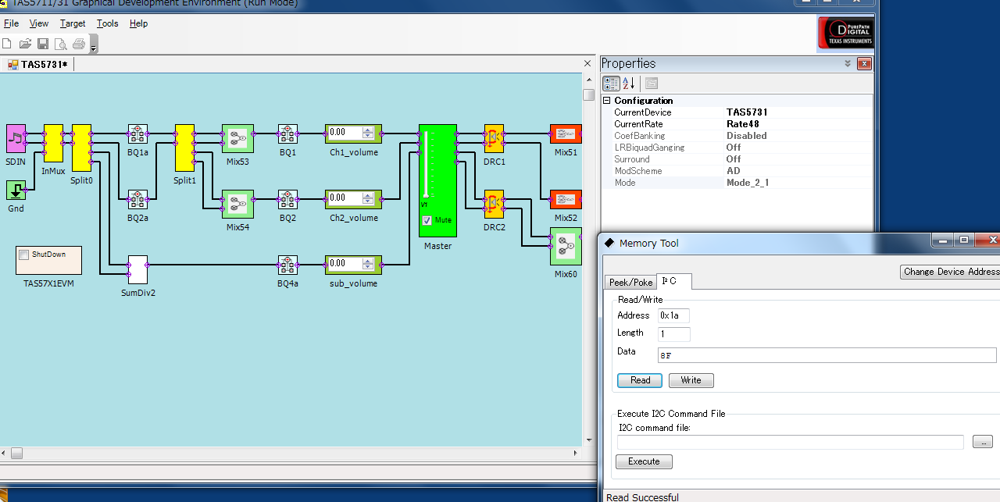 TAS5711/31 Graphical Development Environment (Run Mode)
File View Target Tools Help
D PUREPATH DIGITAL
TEXAS INSTRUMENTS
TAS5731*
SDIN
Gnd
InMux
Split0
BQ1a
BQ2a
Split1
Mix53
Mix54
BQ1
BQ2
0.00
Ch1_volume
0.00
Ch2_volume
Vf
Mute
Master
DRC1
DRC2
Mix51
Mix52
Mix60
ShutDown
TAS57X1EVM
SumDiv2
BQ4a
0.00
sub_volume
Properties
Configuration
CurrentDevice TAS5731
CurrentRate Rate48
CoefBanking Disabled
LRBiquadGanging Off
Surround Off
ModScheme AD
Mode Mode_2_1
Memory Tool
Change Device Address
Peek/Poke I²C
Read/Write
Address 0x1a
Length 1
Data 8F
Read Write
Execute I2C Command File
I2C command file:
...
Execute
Read Successful